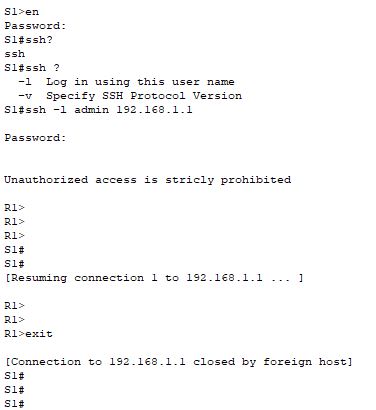 S1>en
Password:
S1#ssh?
ssh
S1#ssh ?
-l Log in using this user name
-v Specify SSH Protocol Version
S1#ssh -l admin 192.168.1.1
Password:
Unauthorized access is stricly prohibited
R1>
R1>
R1>
S1#
S1#
[Resuming connection 1 to 192.168.1.1 ... ]
R1>
R1>
R1>exit
[Connection to 192.168.1.1 closed by foreign host]
S1#
S1#
S1#